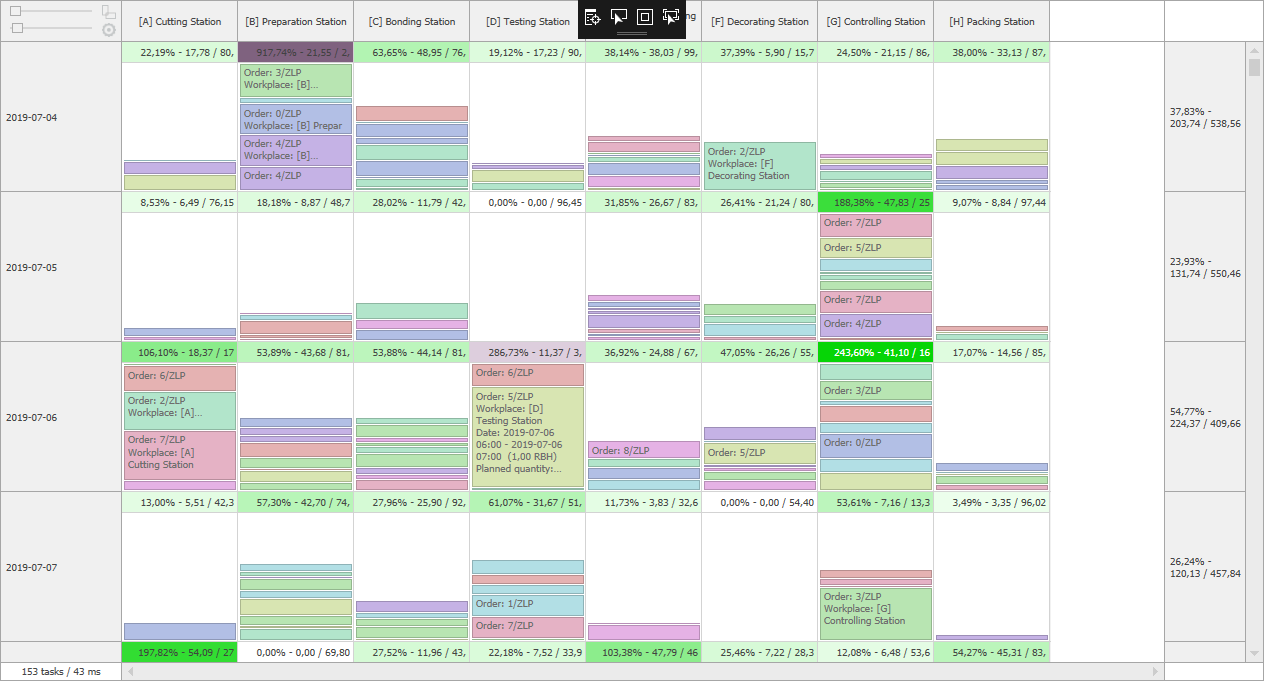 [A] Cutting Station [B] Preparation Station [C] Bonding Station [D] Testing Station ng [F] Decorating Station [G] Controlling Station [H] Packing Station
22,19% - 17,78 / 80, 917,74% - 21,55 / 2, 63,65% - 48,95 / 76, 19,12% - 17,23 / 90, 38,14% - 38,03 / 99, 37,39% - 5,90 / 15,7 24,50% - 21,15 / 86, 38,00% - 33,13 / 87,
2019-07-04
Order: 3/ZLP
Workplace: [B]...
Order: 0/ZLP
Workplace: [B] Prepar
Order: 4/ZLP
Workplace: [B]...
Order: 4/ZLP
Order: 2/ZLP
Workplace: [F]
Decorating Station
37,83% -
203,74 / 538,56
8,53% - 6,49 / 76,15 18,18% - 8,87 / 48,7 28,02% - 11,79 / 42, 0,00% - 0,00 / 96,45 31,85% - 26,67 / 83, 26,41% - 21,24 / 80, 188,38% - 47,83 / 25 9,07% - 8,84 / 97,44
2019-07-05
Order: 7/ZLP
Order: 5/ZLP
Order: 7/ZLP
Order: 4/ZLP
23,93% -
131,74 / 550,46
106,10% - 18,37 / 17 53,89% - 43,68 / 81, 53,88% - 44,14 / 81, 286,73% - 11,37 / 3, 36,92% - 24,88 / 67, 47,05% - 26,26 / 55, 243,60% - 41,10 / 16 17,07% - 14,56 / 85,
2019-07-06
Order: 6/ZLP
Order: 2/ZLP
Workplace: [A]...
Order: 7/ZLP
Workplace: [A]
Cutting Station
Order: 6/ZLP
Order: 5/ZLP
Workplace: [D]
Testing Station
Date: 2019-07-06
06:00 - 2019-07-06
07:00 (1,00 RBH)
Planned quantity:...
Order: 8/ZLP
Order: 5/ZLP
Order: 3/ZLP
Order: 0/ZLP
54,77% -
224,37 / 409,66
13,00% - 5,51 / 42,3 57,30% - 42,70 / 74, 27,96% - 25,90 / 92, 61,07% - 31,67 / 51, 11,73% - 3,83 / 32,6 0,00% - 0,00 / 54,40 53,61% - 7,16 / 13,3 3,49% - 3,35 / 96,02
2019-07-07
Order: 1/ZLP
Order: 7/ZLP
Order: 3/ZLP
Workplace: [G]
Controlling Station
26,24% -
120,13 / 457,84
197,82% - 54,09 / 27 0,00% - 0,00 / 69,80 27,52% - 11,96 / 43, 22,18% - 7,52 / 33,9 103,38% - 47,79 / 46 25,46% - 7,22 / 28,3 12,08% - 6,48 / 53,6 54,27% - 45,31 / 83,
153 tasks / 43 ms